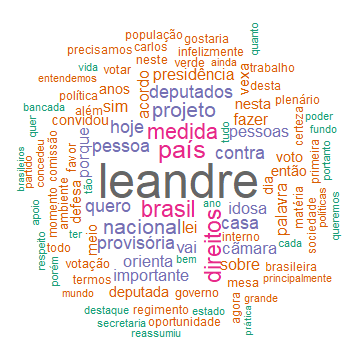 população
quanto
precisamos carlos gostaria
infelizmente
vida neste verde ainda
entendemos votar acordo presidência vexa trabalho
política anos deputados desta
bancada além sim projeto nesta plenário
quer convidou hoje medida fazer certeza poder
brasileiros partido concedeu comissão favor porque pessoa país tudo pessoas contra voto primeira fundo
tão leandre dia então portanto
apoio momento ambiente defesa quero brasil ano idosa palavra matéria políticas
respeito ter meio nacional lei direitos casa sociedade queremos
porém todo provisória vai interno câmara cada
votação orienta bem sobre brasileira
mundo termos importante mesa principalmente
deputada governo agora grande
destaque regimento estado prática
secretaria oportunidade
reassumiu